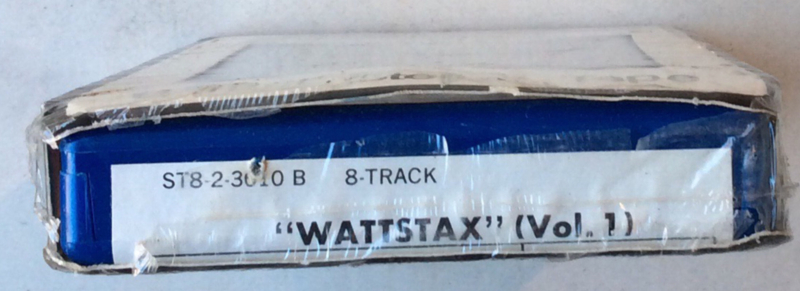 ST8-2-3010 B 8-TRACK
"WATTSTAX" (Vol. 1)